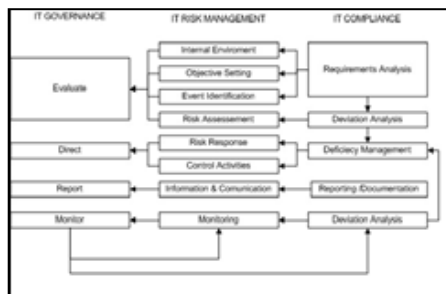 IT GOVERNANCE IT RISK MANAGEMENT IT COMPLIANCE
Internal Enviroment
Objective Setting
Event Identification
Risk Assessement
Evaluate
Requirements Analysis
Deviation Analysis
Direct
Risk Response
Control Activities
Deficiecy Management
Report
Information & Comunication
Reporting /Documentation
Monitor
Monitoring
Deviation Analysis